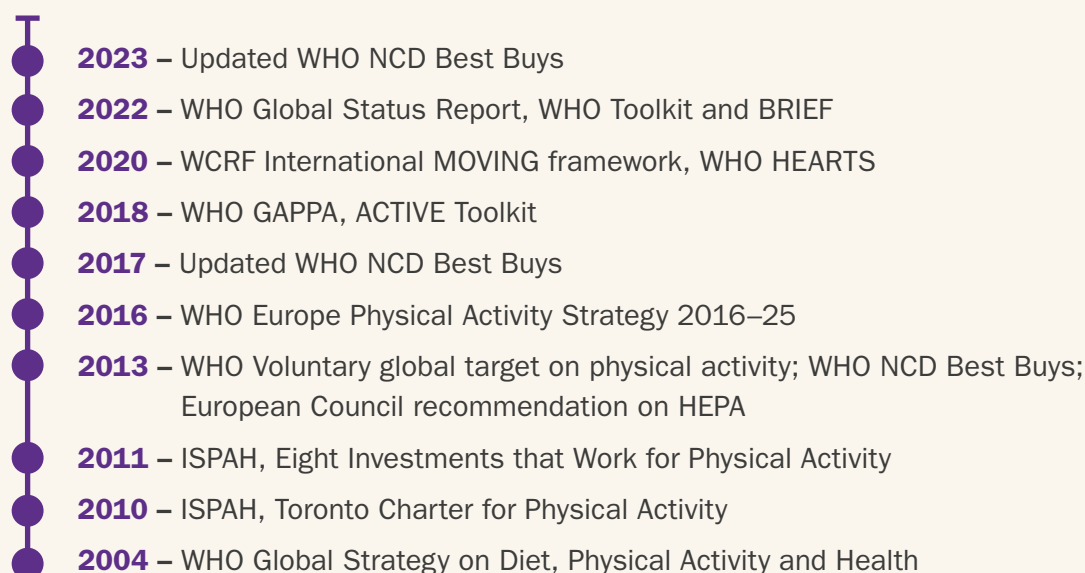 2023 – Updated WHO NCD Best Buys
2022 – WHO Global Status Report, WHO Toolkit and BRIEF
2020 – WCRF International MOVING framework, WHO HEARTS
2018 – WHO GAPPA, ACTIVE Toolkit
2017 – Updated WHO NCD Best Buys
2016 – WHO Europe Physical Activity Strategy 2016–25
2013 – WHO Voluntary global target on physical activity; WHO NCD Best Buys;
European Council recommendation on HEPA
2011 – ISPAH, Eight Investments that Work for Physical Activity
2010 – ISPAH, Toronto Charter for Physical Activity
2004 – WHO Global Strategy on Diet, Physical Activity and Health